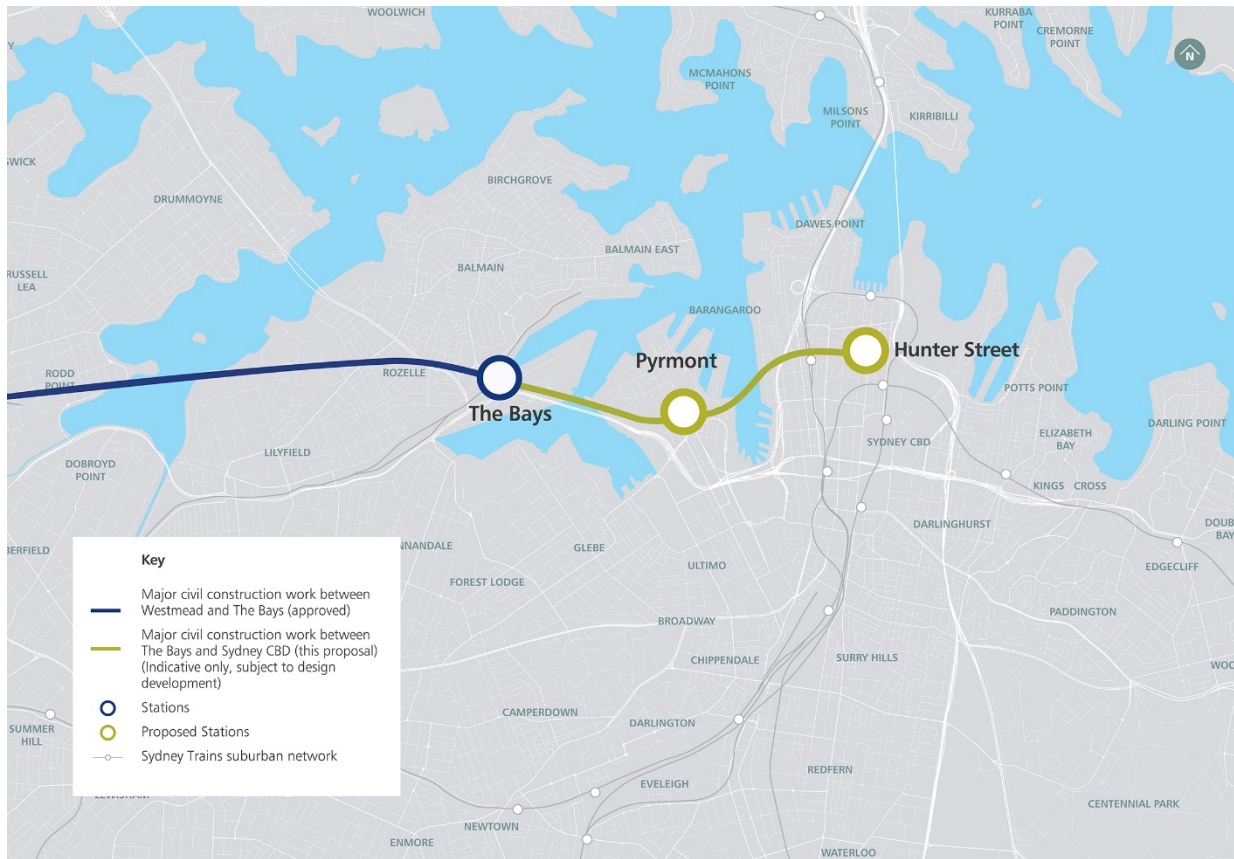 WOOLWICH
KURRABA
POINT
CREMORNE
POINT
N
MCMAHONS
POINT
MILSONS
POINT
KIRRIBILLI
SWICK
DRUMMOYNE
BIRCHGROVE
DAWES POINT
BALMAIN EAST
BALMAIN
RUSSELL
LEA
BARANGAROO
Pyrmont
Hunter Street
RODD
POINT
ROZELLE
POTTS POINT
The Bays
SYDNEY CBD
ELIZABETH
BAY
DARLING POINT
LILYFIELD
DOBROYD
POINT
KINGS CROSS
DARLINGHURST
DOUB
BAY
BERFIELD
NNANDALE
GLEBE
ULTIMO
EDGECLIFF
FOREST LODGE
PADDINGTON
BROADWAY
CHIPPENDALE
SURRY HILLS
WOO
CAMPERDOWN
DARLINGTON
SUMMER
HILL
Key
Major civil construction work between
Westmead and The Bays (approved)
Major civil construction work between
The Bays and Sydney CBD (this proposal)
(Indicative only, subject to design
development)
Stations
Proposed Stations
Sydney Trains suburban network
REDFERN
EVELEIGH
LEWISHAM
NEWTOWN
CENTENNIAL PARK
ENMORE
WATERLOO